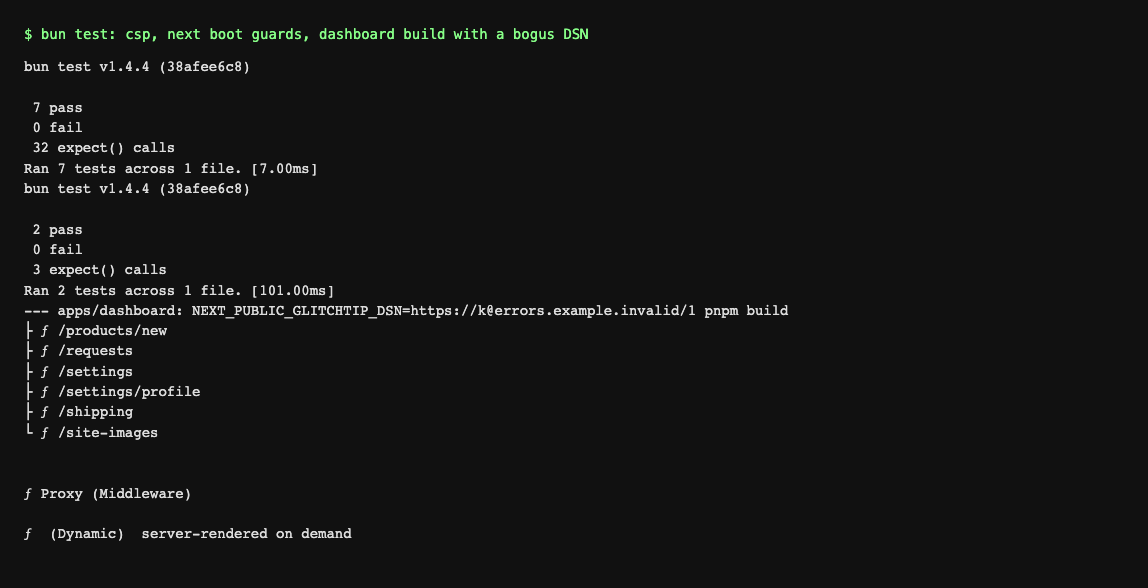 $ bun test: csp, next boot guards, dashboard build with a bogus DSN
bun test v1.4.4 (38afee6c8)
7 pass
0 fail
32 expect() calls
Ran 7 tests across 1 file. [7.00ms]
bun test v1.4.4 (38afee6c8)
2 pass
0 fail
3 expect() calls
Ran 2 tests across 1 file. [101.00ms]
--- apps/dashboard: NEXT_PUBLIC_GLITCHTIP_DSN=https://k@errors.example.invalid/1 pnpm build
├ ƒ /products/new
├ ƒ /requests
├ ƒ /settings
├ ƒ /settings/profile
├ ƒ /shipping
└ ƒ /site-images
ƒ Proxy (Middleware)
ƒ  (Dynamic)  server-rendered on demand